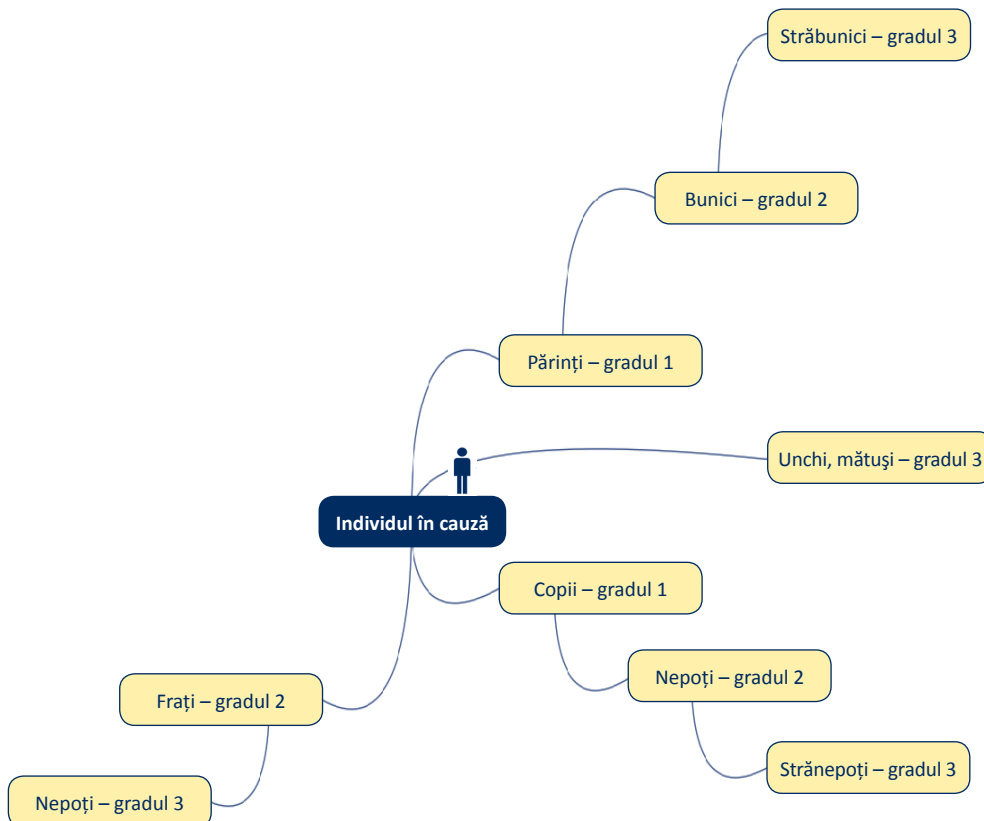 Străbunici – gradul 3
Bunici – gradul 2
Părinți – gradul 1
Unchi, mătuşi – gradul 3
Individul în cauză
Copii – gradul 1
Nepoți – gradul 2
Frați – gradul 2
Strănepoți – gradul 3
Nepoți – gradul 3